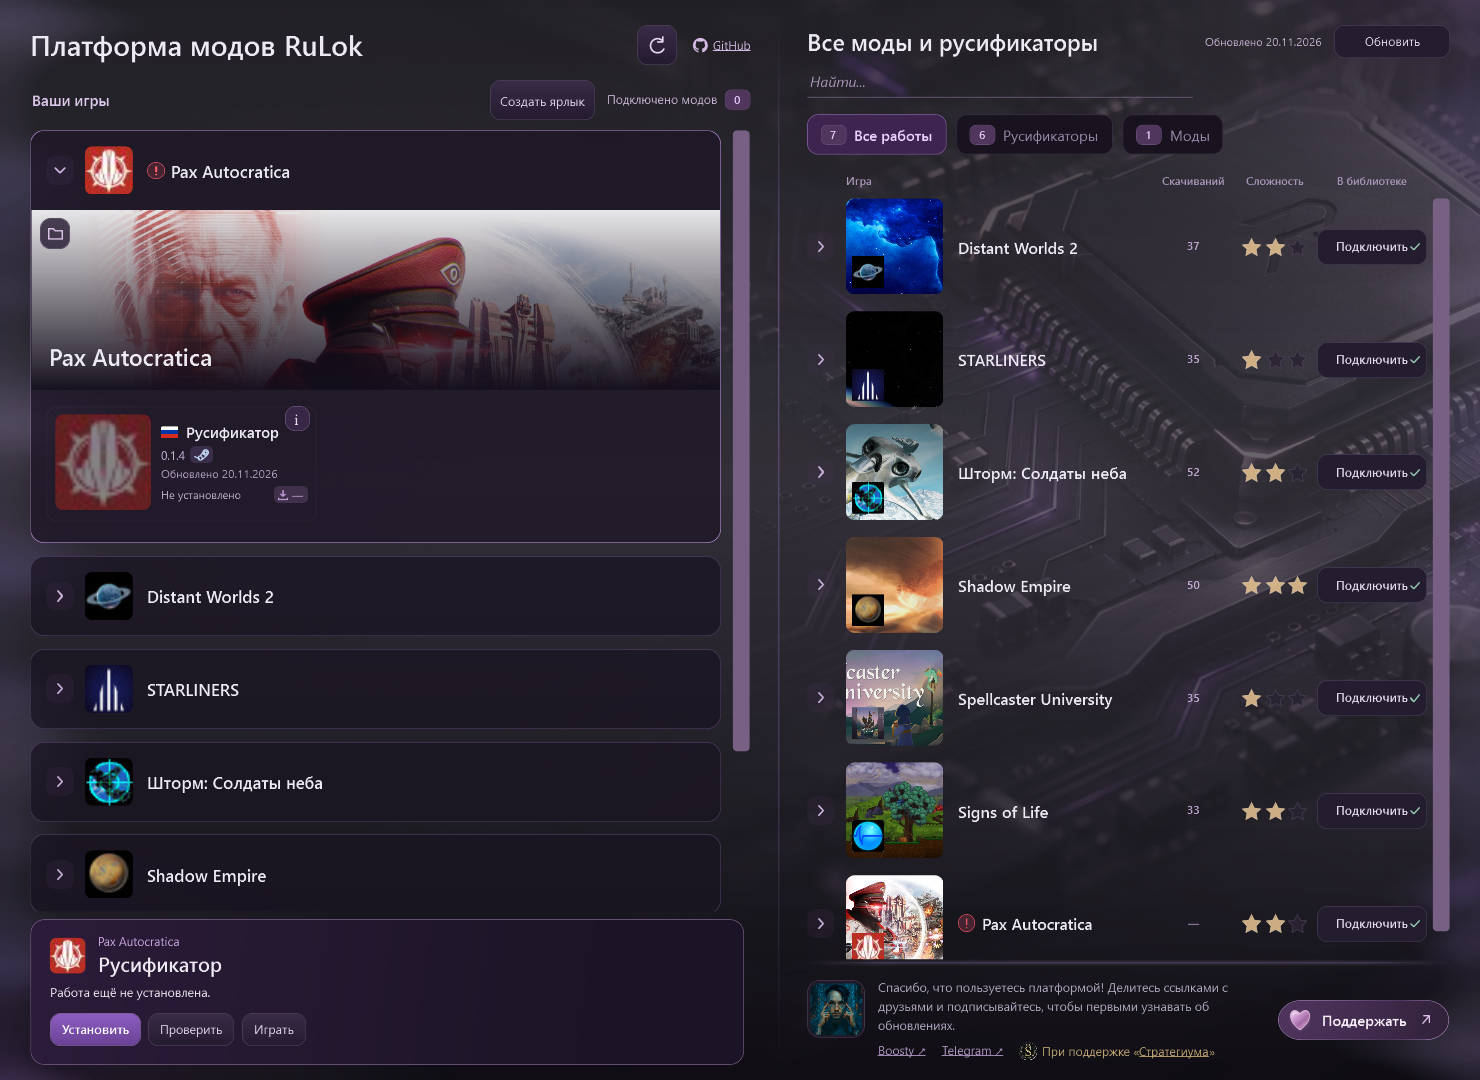 Платформа модов RuLok
GitHub
Ваши игры
Создать ярлык
Подключено модов 0
Pax Autocratica
Pax Autocratica
Русификатор
i
0.1.4
Обновлено 20.11.2026
Не установлено
—
Distant Worlds 2
STARLINERS
Шторм: Солдаты неба
Shadow Empire
Pax Autocratica
Русификатор
Работа ещё не установлена.
Установить
Проверить
Играть
Все моды и русификаторы
Обновлено 20.11.2026
Обновить
Найти...
7 Все работы
6 Русификаторы
1 Моды
Игра
Скачиваний
Сложность
В библиотеке
Distant Worlds 2
37
Подключить
STARLINERS
35
Подключить
Шторм: Солдаты неба
52
Подключить
Shadow Empire
50
Подключить
caster
niversity
Spellcaster University
35
Подключить
Signs of Life
33
Подключить
Pax Autocratica
—
Подключить
Спасибо, что пользуетесь платформой! Делитесь ссылками с
друзьями и подписывайтесь, чтобы первыми узнавать об
обновлениях.
Boosty ↗
Telegram ↗
При поддержке «Стратегиума»
Поддержать ↗